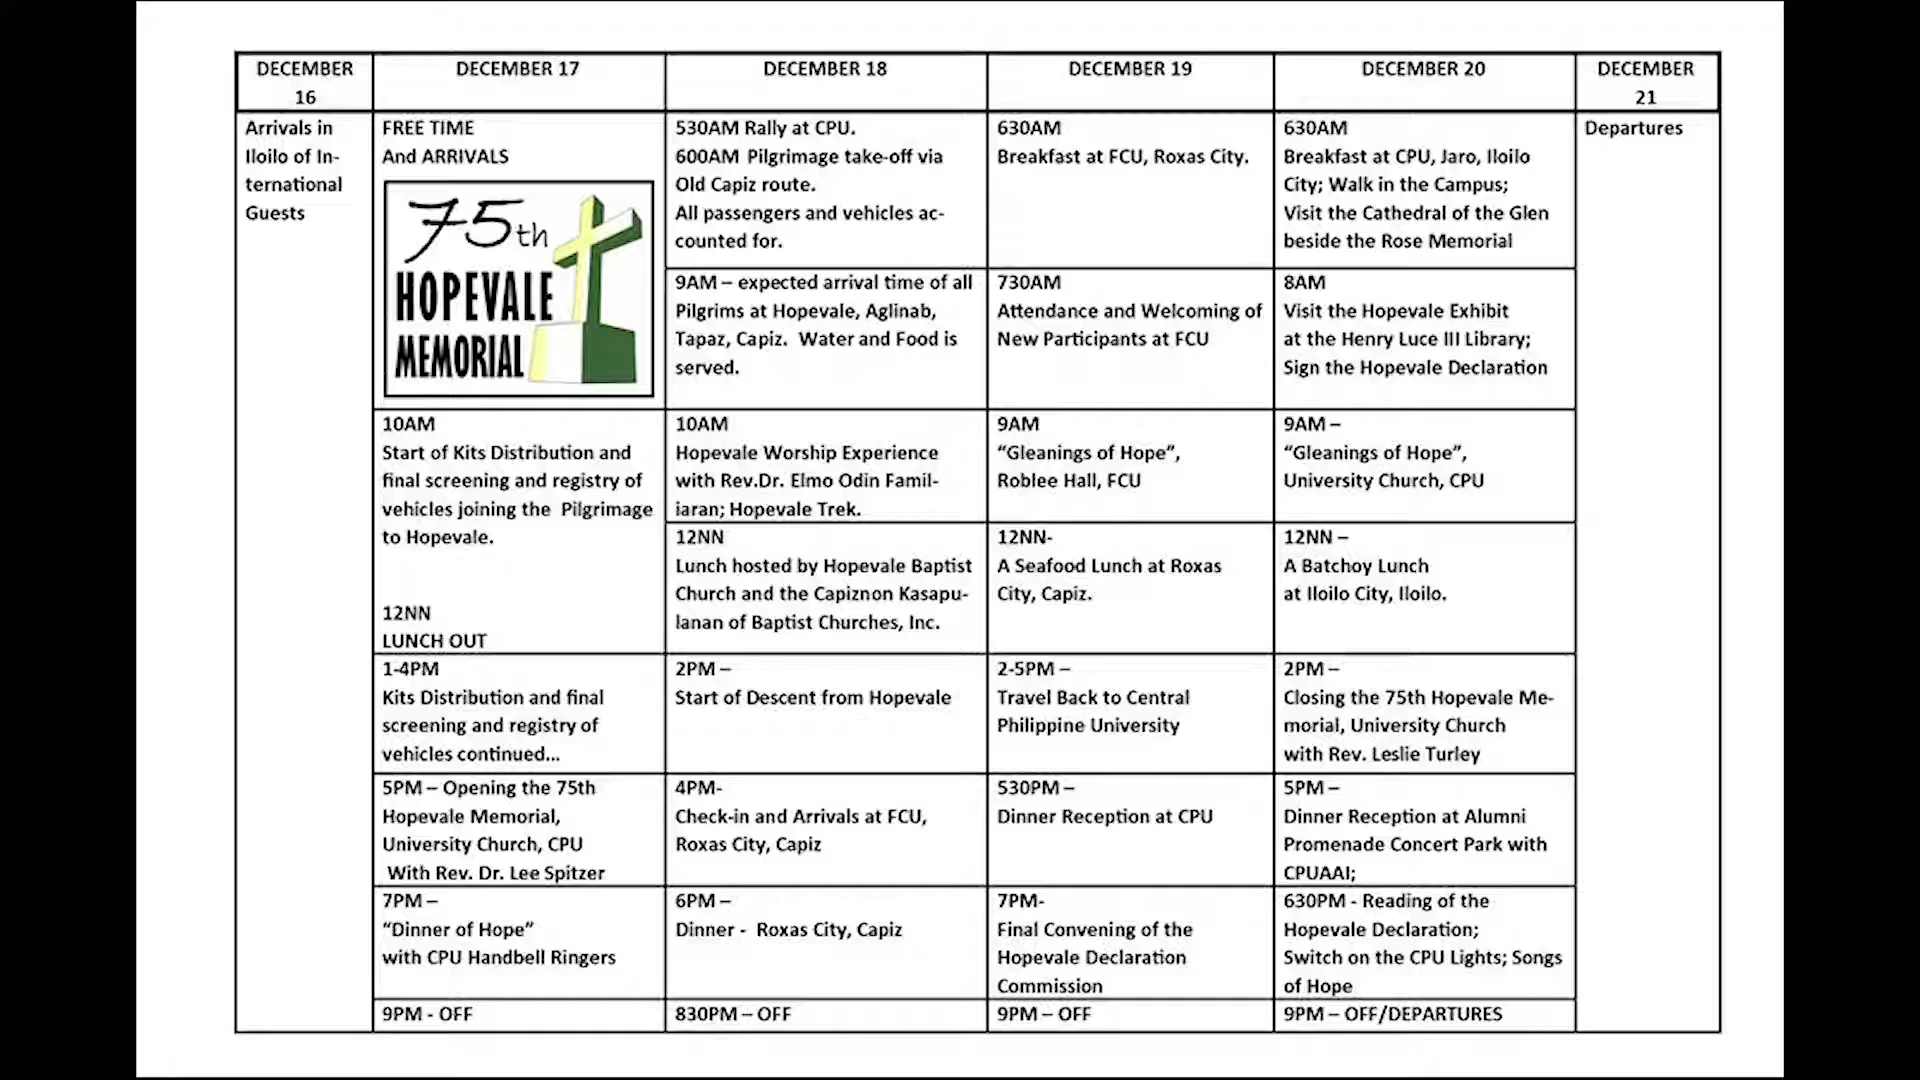 DECEMBER
16
DECEMBER 17
DECEMBER 18
DECEMBER 19
DECEMBER 20
DECEMBER
21
Arrivals in
Iloilo of In-
ternational
Guests
FREE TIME
And ARRIVALS
75th
HOPEVALE
MEMORIAL
10AM
Start of Kits Distribution and
final screening and registry of
vehicles joining the Pilgrimage
to Hopevale.
12NN
LUNCH OUT
1-4PM
Kits Distribution and final
screening and registry of
vehicles continued...
5PM – Opening the 75th
Hopevale Memorial,
University Church, CPU
With Rev. Dr. Lee Spitzer
7PM –
“Dinner of Hope”
with CPU Handbell Ringers
9PM - OFF
530AM Rally at CPU.
600AM Pilgrimage take-off via
Old Capiz route.
All passengers and vehicles ac-
counted for.
9AM – expected arrival time of all
Pilgrims at Hopevale, Aglinab,
Tapaz, Capiz. Water and Food is
served.
10AM
Hopevale Worship Experience
with Rev.Dr. Elmo Odin Famil-
iaran; Hopevale Trek.
12NN
Lunch hosted by Hopevale Baptist
Church and the Capiznon Kasapu-
lanan of Baptist Churches, Inc.
2PM –
Start of Descent from Hopevale
4PM-
Check-in and Arrivals at FCU,
Roxas City, Capiz
6PM –
Dinner - Roxas City, Capiz
830PM – OFF
630AM
Breakfast at FCU, Roxas City.
730AM
Attendance and Welcoming of
New Participants at FCU
9AM
“Gleanings of Hope”,
Roblee Hall, FCU
12NN-
A Seafood Lunch at Roxas
City, Capiz.
2-5PM –
Travel Back to Central
Philippine University
530PM –
Dinner Reception at CPU
7PM-
Final Convening of the
Hopevale Declaration
Commission
9PM – OFF
630AM
Breakfast at CPU, Jaro, Iloilo
City; Walk in the Campus;
Visit the Cathedral of the Glen
beside the Rose Memorial
8AM
Visit the Hopevale Exhibit
at the Henry Luce III Library;
Sign the Hopevale Declaration
9AM –
“Gleanings of Hope”,
University Church, CPU
12NN –
A Batchoy Lunch
at Iloilo City, Iloilo.
2PM –
Closing the 75th Hopevale Me-
morial, University Church
with Rev. Leslie Turley
5PM –
Dinner Reception at Alumni
Promenade Concert Park with
CPUAAI;
630PM - Reading of the
Hopevale Declaration;
Switch on the CPU Lights; Songs
of Hope
9PM – OFF/DEPARTURES
Departures